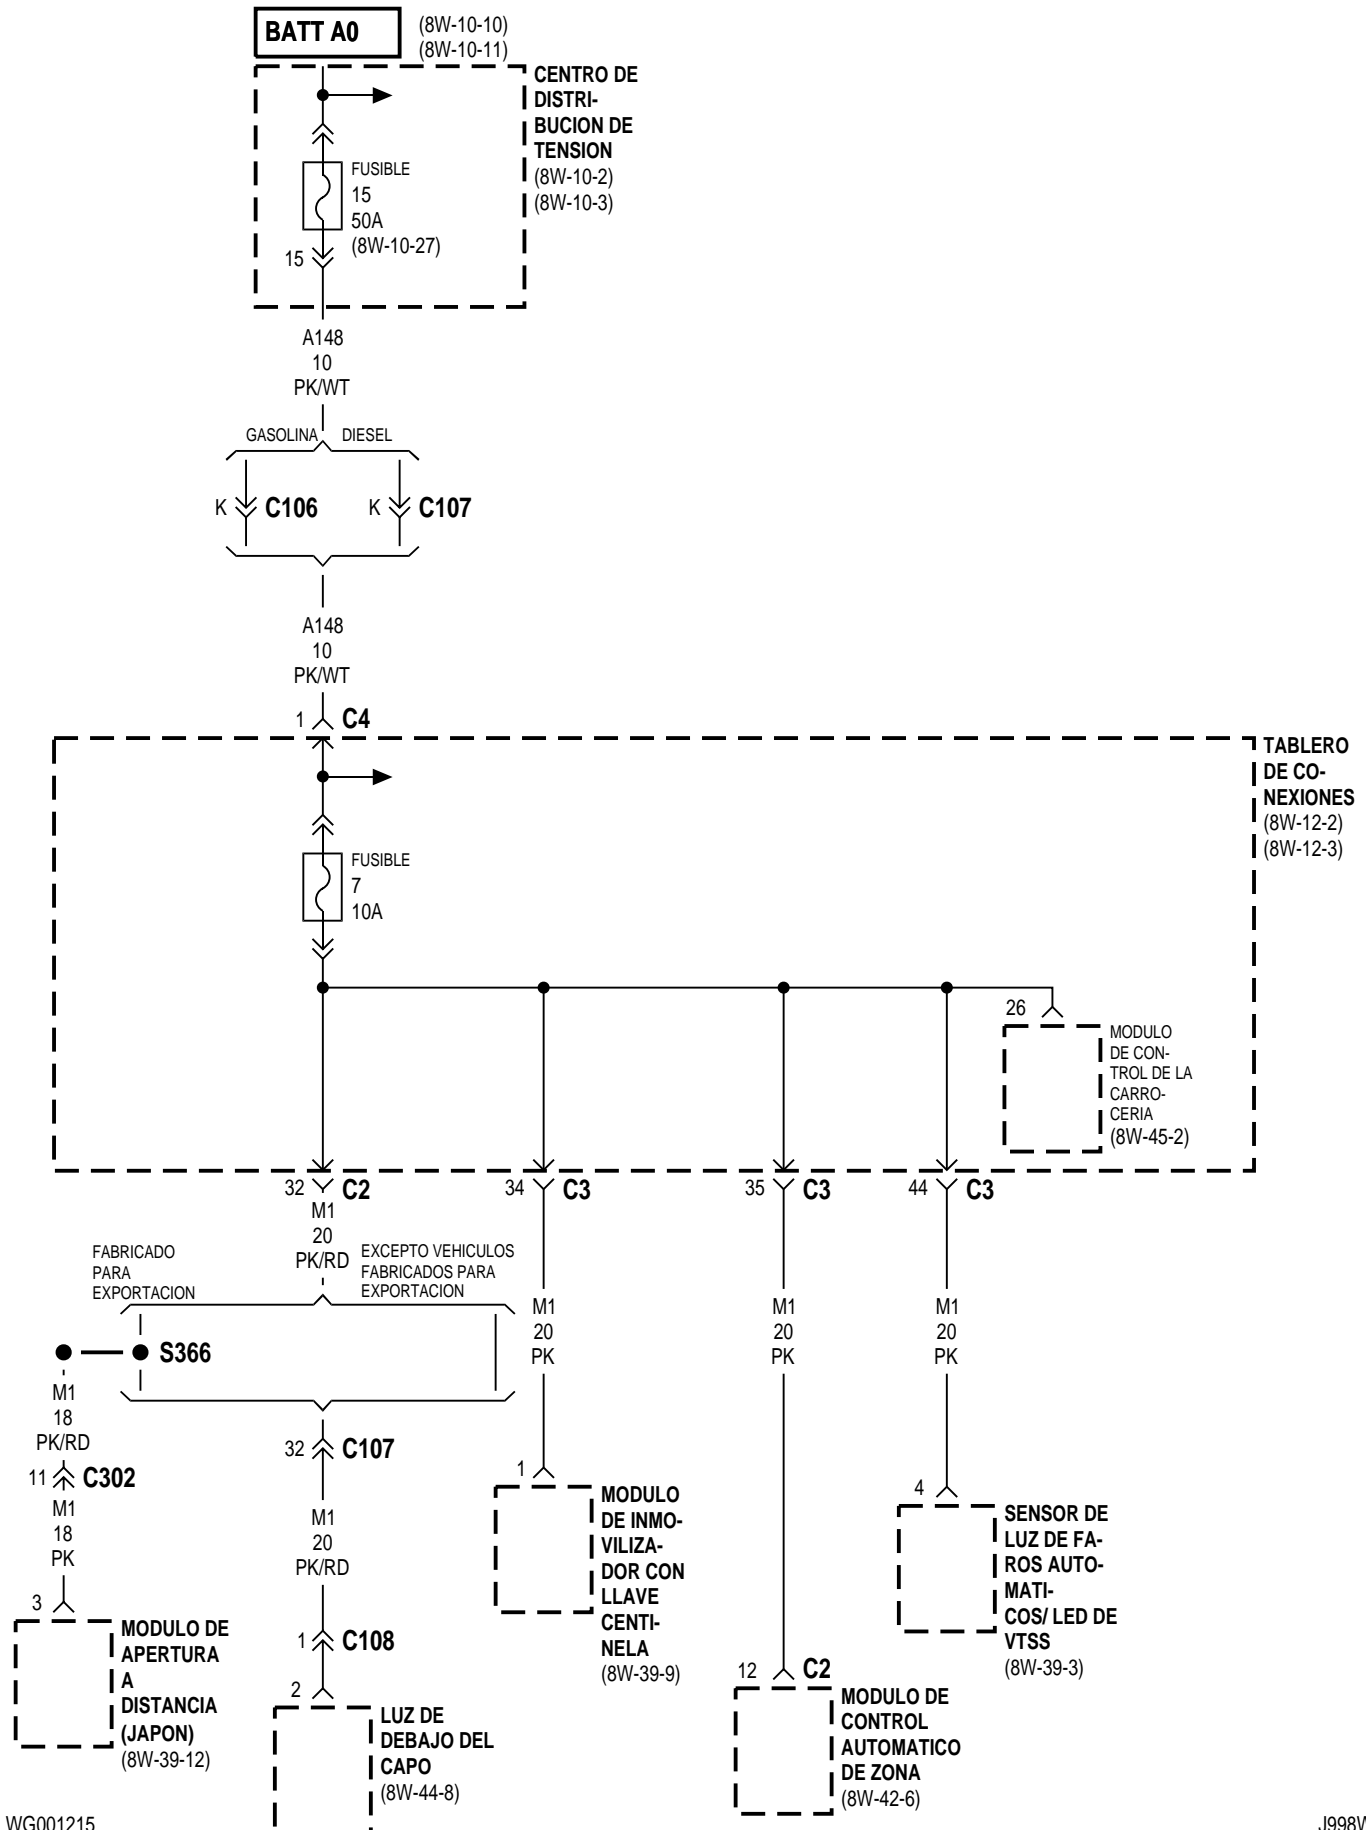 BATT A0
(8W-10-10)
(8W-10-11)
CENTRO DE
DISTRI-
BUCION DE
TENSION
(8W-10-2)
(8W-10-3)
FUSIBLE
15
50A
(8W-10-27)
15
A148
10
PK/WT
GASOLINA DIESEL
K C106 K C107
A148
10
PK/WT
1 C4
TABLERO
DE CO-
NEXIONES
(8W-12-2)
(8W-12-3)
FUSIBLE
7
10A
26
MODULO
DE CON-
TROL DE LA
CARRO-
CERIA
(8W-45-2)
32 C2 34 C3 35 C3 44 C3
M1
20
PK/RD
FABRICADO
PARA
EXPORTACION
EXCEPTO VEHICULOS
FABRICADOS PARA
EXPORTACION
M1
20
PK
M1
20
PK
M1
20
PK
S366
M1
18
PK/RD
11 C302
M1
18
PK
3
MODULO DE
APERTURA
A
DISTANCIA
(JAPON)
(8W-39-12)
32 C107
M1
20
PK/RD
1 C108
2
LUZ DE
DEBAJO DEL
CAPO
(8W-44-8)
1
MODULO
DE INMO-
VILIZA-
DOR CON
LLAVE
CENTI-
NELA
(8W-39-9)
12 C2
MODULO DE
CONTROL
AUTOMATICO
DE ZONA
(8W-42-6)
4
SENSOR DE
LUZ DE FA-
ROS AUTO-
MATI-
COS/ LED DE
VTSS
(8W-39-3)
WG001215
J998W